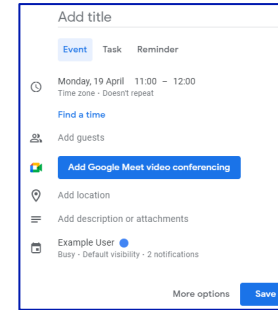 Add title
Event Task Reminder
Monday, 19 April 11:00 – 12:00
Time zone · Doesn't repeat
Find a time
Add guests
Add Google Meet video conferencing
Add location
Add description or attachments
Example User
Busy · Default visibility · 2 notifications
More options Save